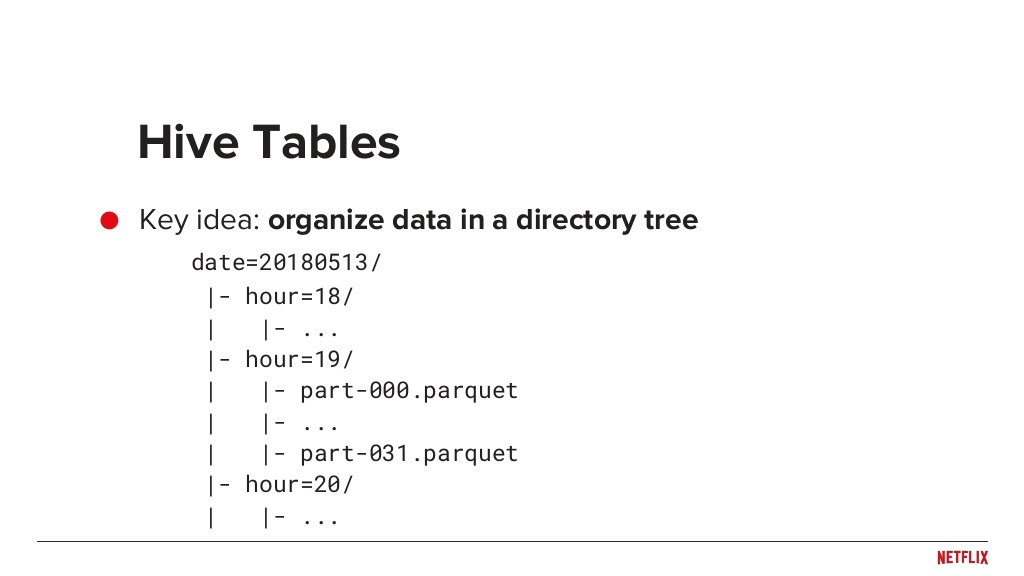 Hive Tables
Key idea: organize data in a directory tree
date=20180513/
|- hour=18/
|   |- ...
|- hour=19/
|   |- part-000.parquet
|   |- ...
|   |- part-031.parquet
|- hour=20/
|   |- ...
NETFLIX